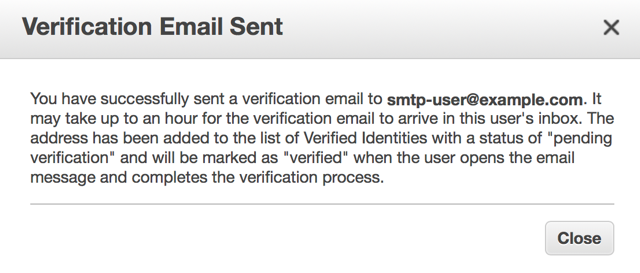 Verification Email Sent
You have successfully sent a verification email to smtp-user@example.com. It
may take up to an hour for the verification email to arrive in this user's inbox. The
address has been added to the list of Verified Identities with a status of "pending
verification" and will be marked as "verified" when the user opens the email
message and completes the verification process.
Close